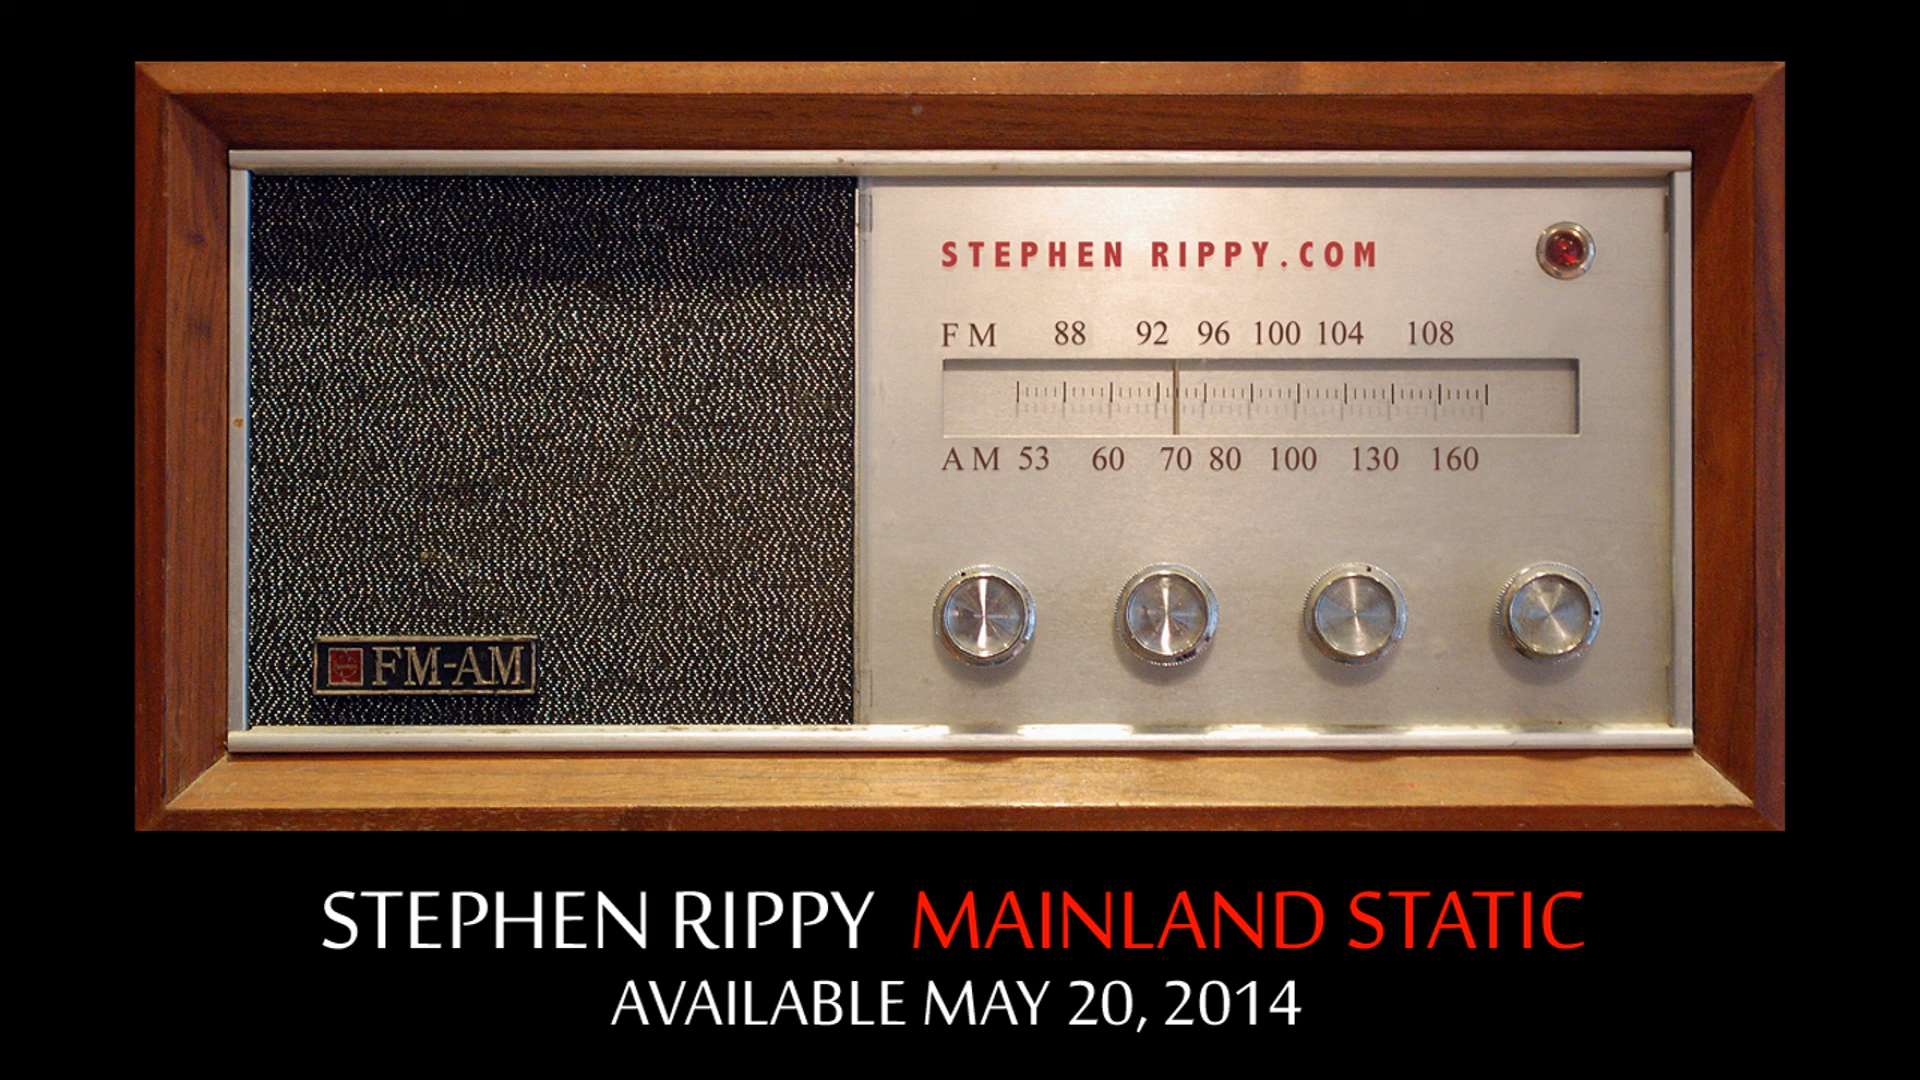 STEPHEN RIPPY.COM
FM 88 92 96 100 104 108
AM 53 60 70 80 100 130 160
FM-AM
STEPHEN RIPPY MAINLAND STATIC
AVAILABLE MAY 20, 2014